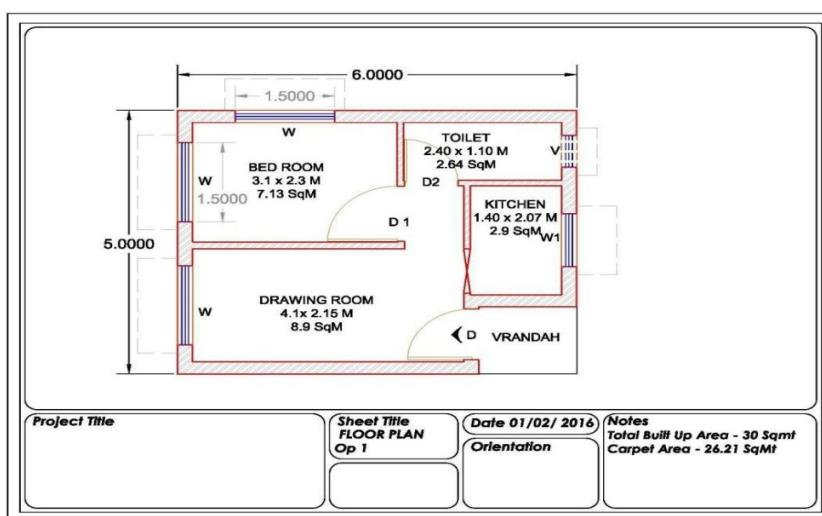 6.0000
1.5000
W
TOILET
2.40 x 1.10 M
2.64 SqM
V
BED ROOM
3.1 x 2.3 M
7.13 SqM
W
1.5000
D2
KITCHEN
1.40 x 2.07 M
2.9 SqM
W1
D 1
5.0000
DRAWING ROOM
4.1x 2.15 M
8.9 SqM
W
D
VRANDAH
Project Title
Sheet Title
FLOOR PLAN
Op 1
Date 01/02/ 2016
Orientation
Notes
Total Built Up Area - 30 Sqmt
Carpet Area - 26.21 SqMt